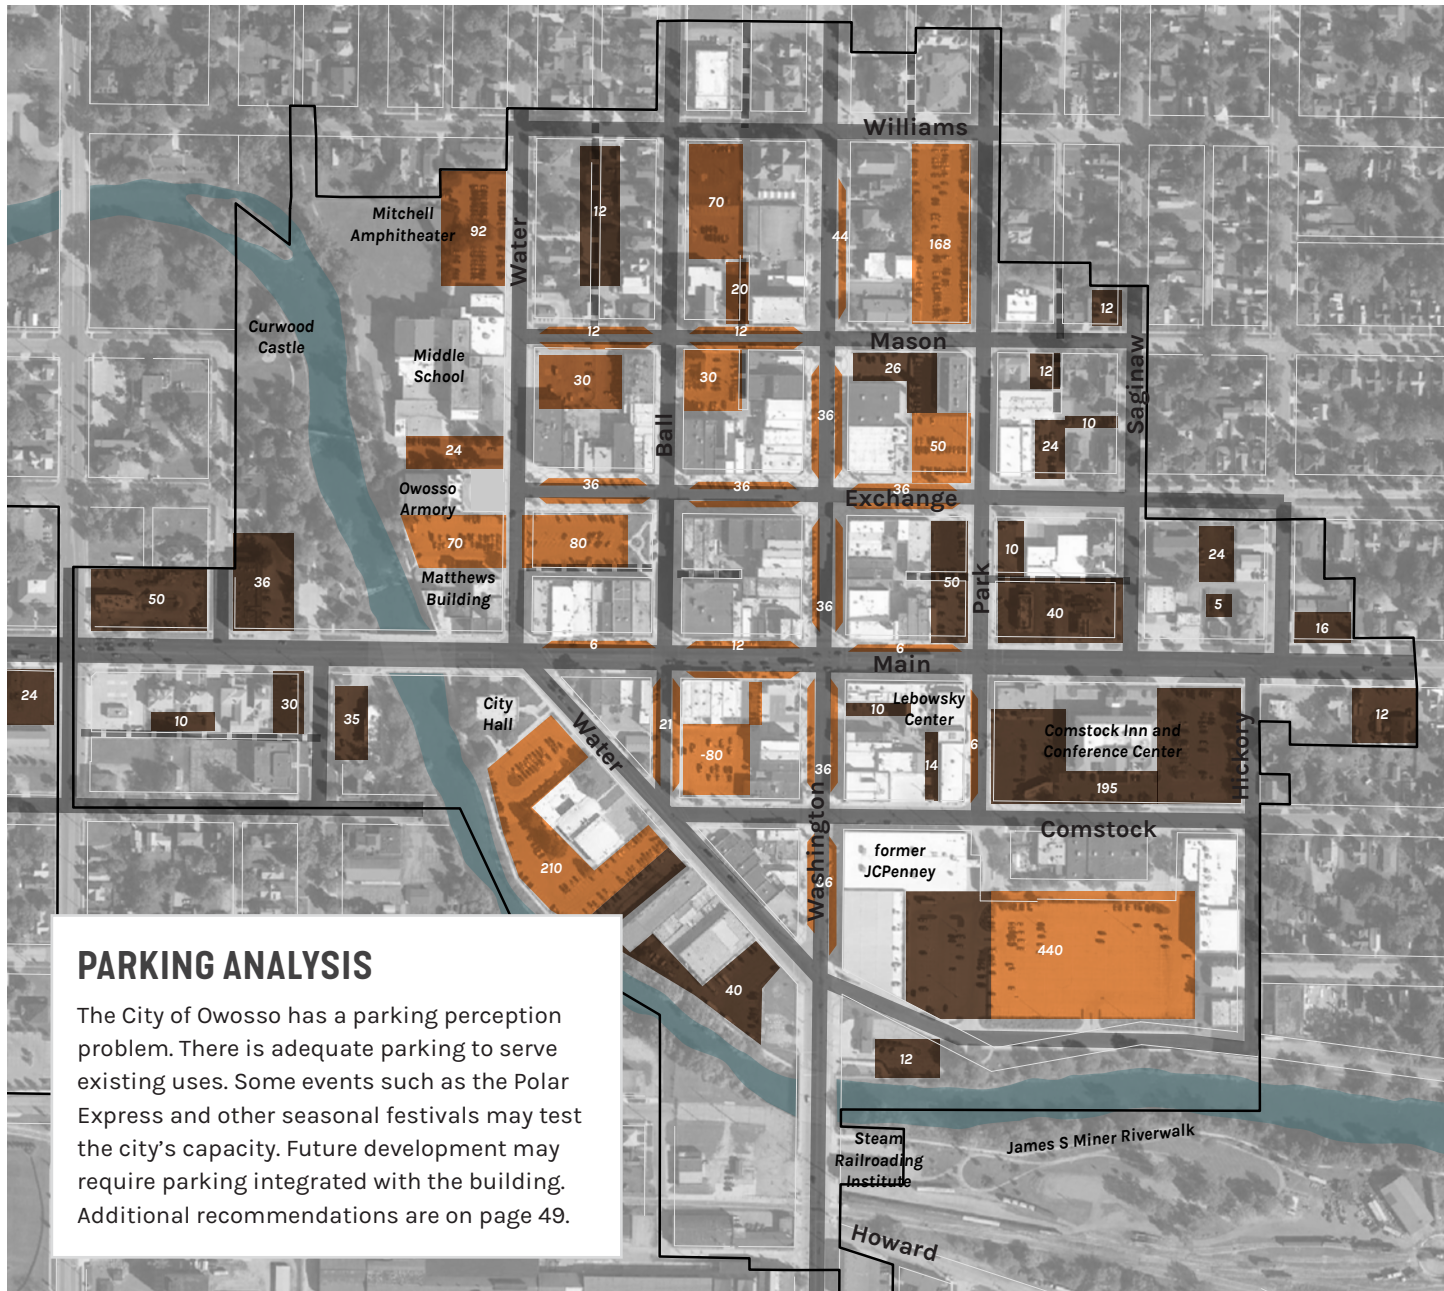 Williams
Mitchell
Amphitheater
92
Water
12
70
44
168
20
12
Curwood
Castle
12
12
Mason
Middle
School
30
30
26
12
Saginaw
36
10
Ball
24
50
24
Owosso
Armory
36
36
36
Exchange
70
80
10
24
Matthews
Building
36
50
Park
40
50
36
5
16
6
12
6
Main
24
10
30
35
City
Hall
Water
21
-80
36
10
Lebowsky
Center
14
6
Comstock Inn and
Conference Center
195
Hickory
12
Washington
Comstock
210
36
former
JCPenney
440
40
12
PARKING ANALYSIS
The City of Owosso has a parking perception
problem. There is adequate parking to serve
existing uses. Some events such as the Polar
Express and other seasonal festivals may test
the city’s capacity. Future development may
require parking integrated with the building.
Additional recommendations are on page 49.
Steam
Railroading
Institute
James S Miner Riverwalk
Howard